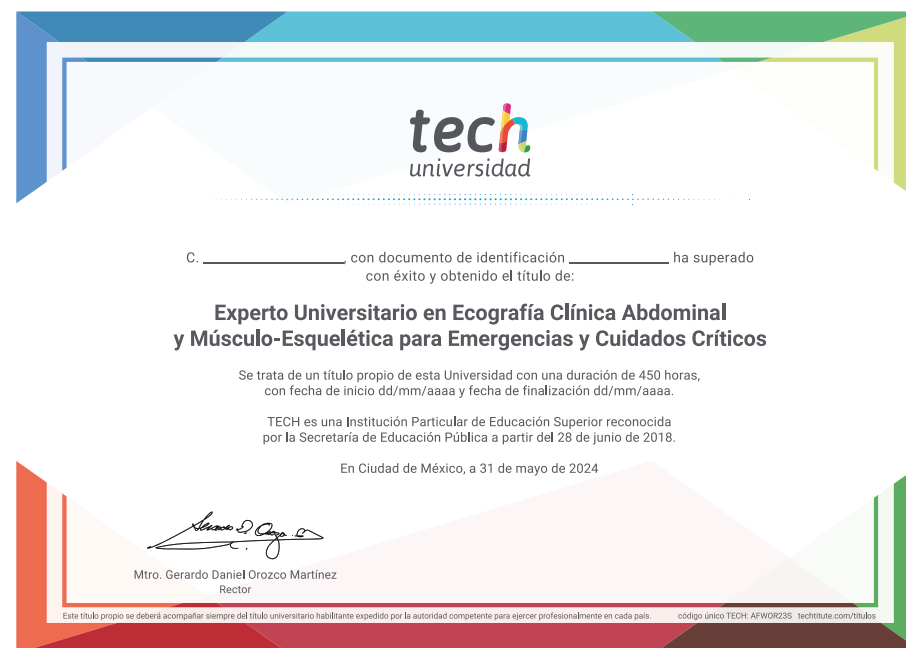 tech
universidad
C. ____________________, con documento de identificación ______________ ha superado
con éxito y obtenido el título de:
Experto Universitario en Ecografía Clínica Abdominal
y Músculo-Esquelética para Emergencias y Cuidados Críticos
Se trata de un título propio de esta Universidad con una duración de 450 horas,
con fecha de inicio dd/mm/aaaa y fecha de finalización dd/mm/aaaa.
TECH es una Institución Particular de Educación Superior reconocida
por la Secretaría de Educación Pública a partir del 28 de junio de 2018.
En Ciudad de México, a 31 de mayo de 2024
Mtro. Gerardo Daniel Orozco Martínez
Rector
Este título propio se deberá acompañar siempre del título universitario habilitante expedido por la autoridad competente para ejercer profesionalmente en cada país. código único TECH: AFWOR23S techtitute.com/titulos